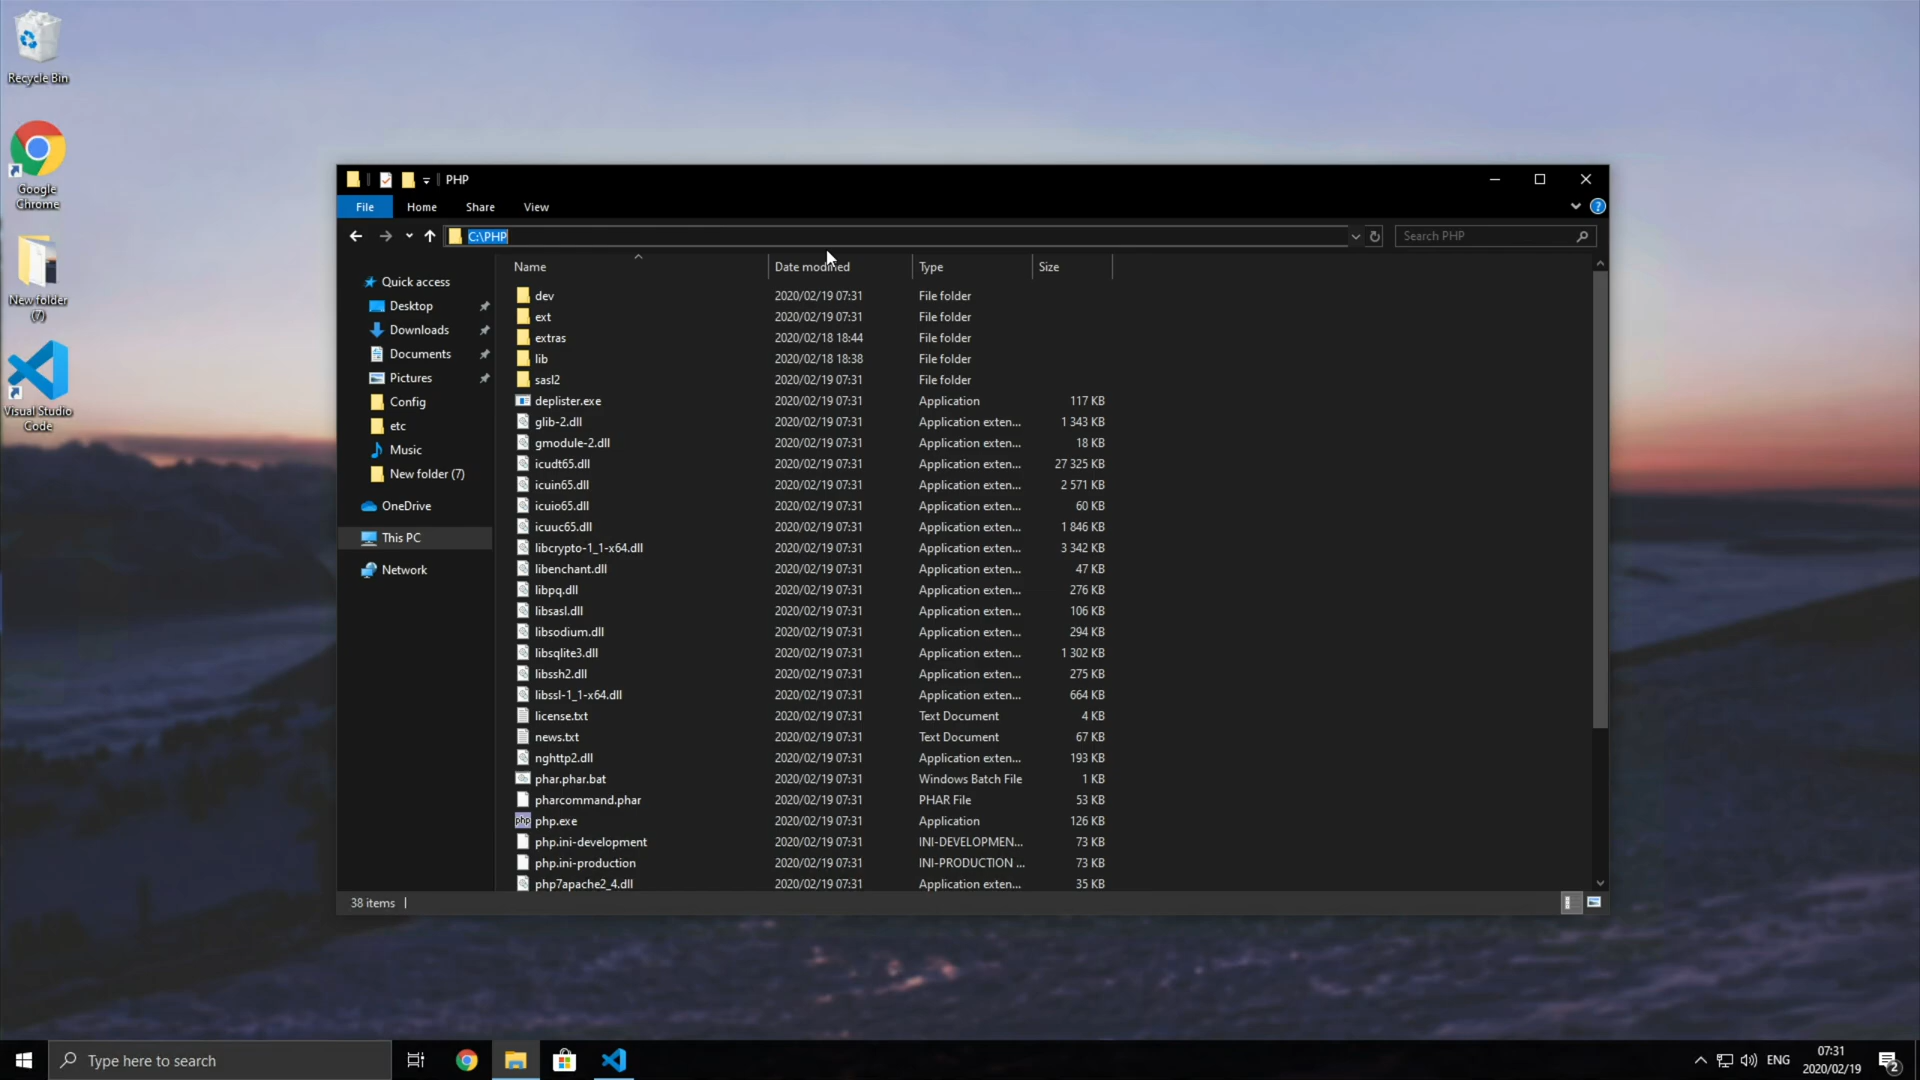 Recycle Bin
Google
Chrome
New folder
(7)
Visual Studio
Code
PHP
File Home Share View
C:\PHP
Search PHP
Name Date modified Type Size
Quick access
Desktop
Downloads
Documents
Pictures
Config
etc
Music
New folder (7)
OneDrive
This PC
Network
dev 2020/02/19 07:31 File folder
ext 2020/02/19 07:31 File folder
extras 2020/02/18 18:44 File folder
lib 2020/02/18 18:38 File folder
sasl2 2020/02/19 07:31 File folder
deplister.exe 2020/02/19 07:31 Application 117 KB
glib-2.dll 2020/02/19 07:31 Application exten... 1 343 KB
gmodule-2.dll 2020/02/19 07:31 Application exten... 18 KB
icudt65.dll 2020/02/19 07:31 Application exten... 27 325 KB
icuin65.dll 2020/02/19 07:31 Application exten... 2 571 KB
icuio65.dll 2020/02/19 07:31 Application exten... 60 KB
icuuc65.dll 2020/02/19 07:31 Application exten... 1 846 KB
libcrypto-1_1-x64.dll 2020/02/19 07:31 Application exten... 3 342 KB
libenchant.dll 2020/02/19 07:31 Application exten... 47 KB
libpq.dll 2020/02/19 07:31 Application exten... 276 KB
libsasl.dll 2020/02/19 07:31 Application exten... 106 KB
libsodium.dll 2020/02/19 07:31 Application exten... 294 KB
libsqlite3.dll 2020/02/19 07:31 Application exten... 1 302 KB
libssh2.dll 2020/02/19 07:31 Application exten... 275 KB
libssl-1_1-x64.dll 2020/02/19 07:31 Application exten... 664 KB
license.txt 2020/02/19 07:31 Text Document 4 KB
news.txt 2020/02/19 07:31 Text Document 67 KB
nghttp2.dll 2020/02/19 07:31 Application exten... 193 KB
phar.phar.bat 2020/02/19 07:31 Windows Batch File 1 KB
pharcommand.phar 2020/02/19 07:31 PHAR File 53 KB
php php.exe 2020/02/19 07:31 Application 126 KB
php.ini-development 2020/02/19 07:31 INI-DEVELOPMEN... 73 KB
php.ini-production 2020/02/19 07:31 INI-PRODUCTION ... 73 KB
php7apache2_4.dll 2020/02/19 07:31 Application exten... 35 KB
38 items
Type here to search
ENG
07:31
2020/02/19
2